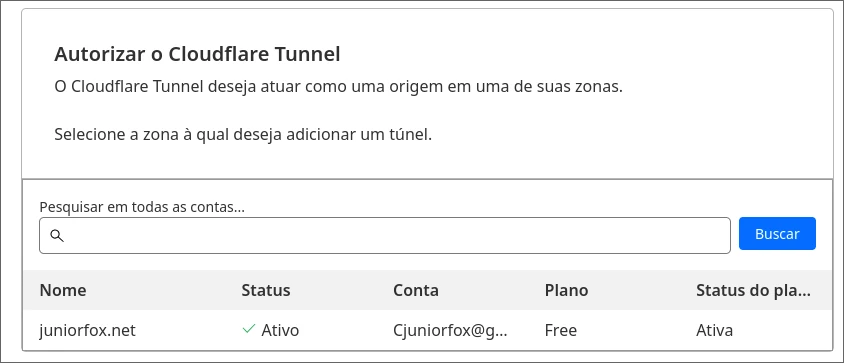 Autorizar o Cloudflare Tunnel
O Cloudflare Tunnel deseja atuar como uma origem em uma de suas zonas.
Selecione a zona à qual deseja adicionar um túnel.
Pesquisar em todas as contas...
Buscar
Nome Status Conta Plano Status do pla...
juniorfox.net Ativo Cjuniorfox@g... Free Ativa